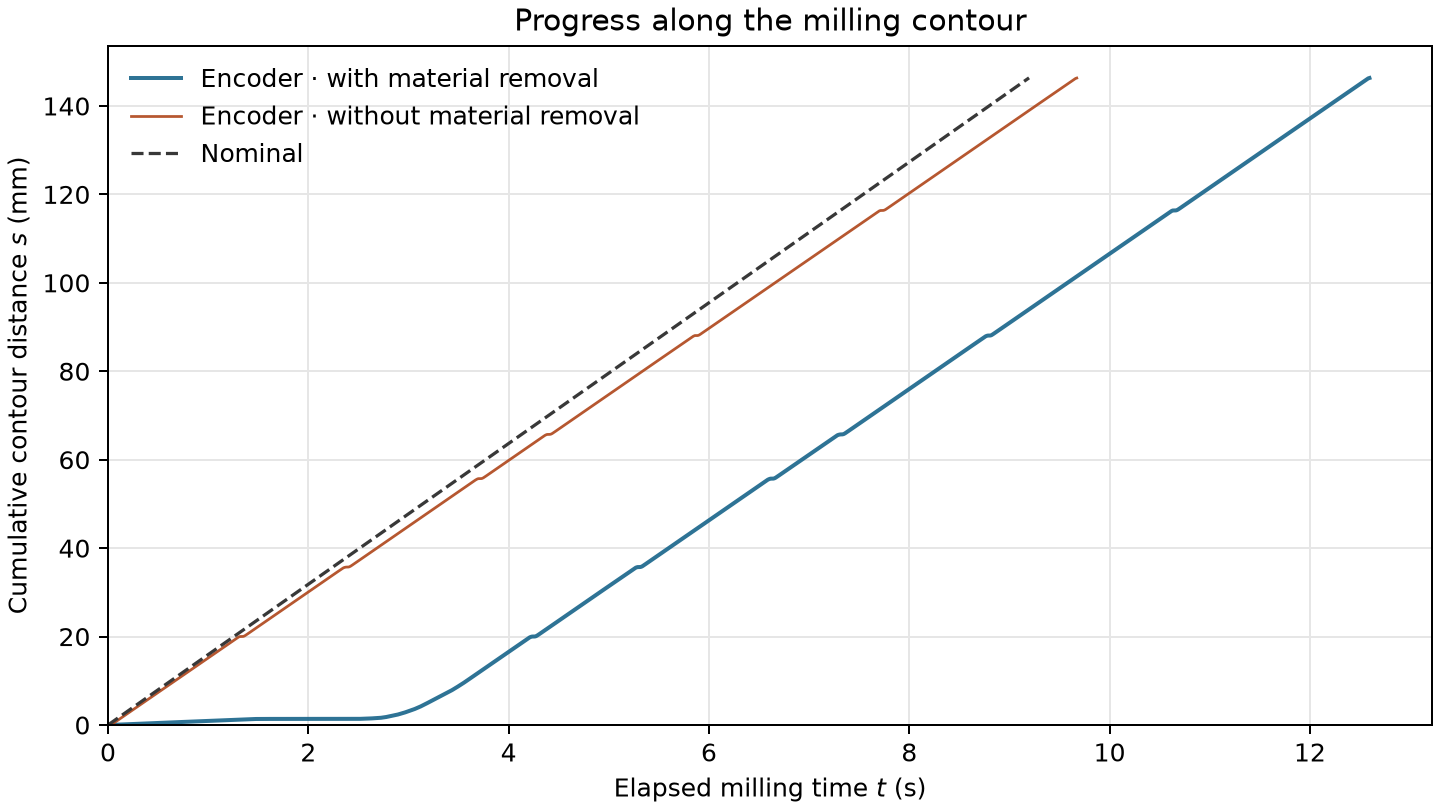 Progress along the milling contour
Encoder · with material removal
Encoder · without material removal
Nominal
Cumulative contour distance s (mm)
140
120
100
80
60
40
20
0
0 2 4 6 8 10 12
Elapsed milling time t (s)